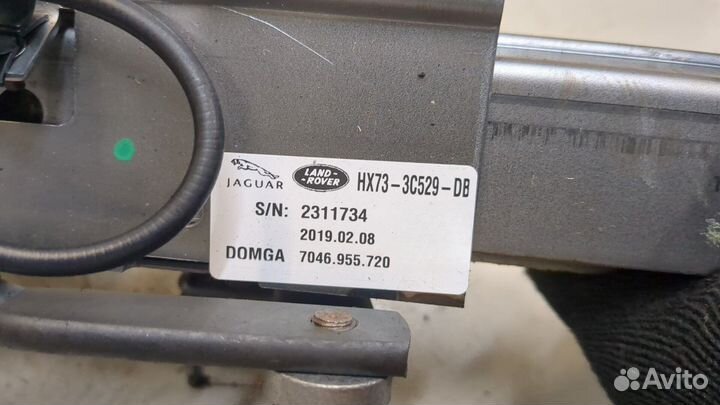 JAGUAR LAND-ROVER HX73-3C529-DB
S/N: 2311734
2019.02.08
DOMGA 7046.955.720
Avito